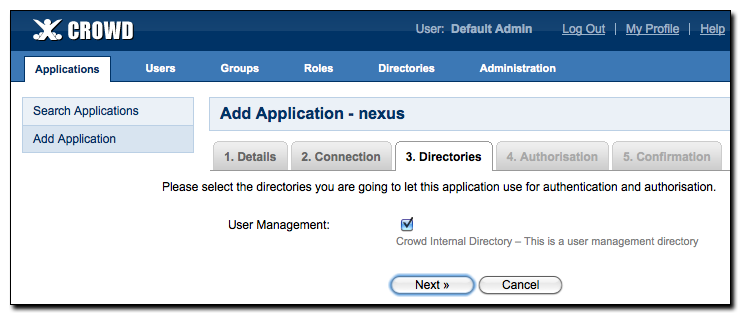 CROWD
User: Default Admin Log Out | My Profile | Help
Applications Users Groups Roles Directories Administration
Search Applications
Add Application
Add Application - nexus
1. Details 2. Connection 3. Directories 4. Authorisation 5. Confirmation
Please select the directories you are going to let this application use for authentication and authorisation.
User Management:
Crowd Internal Directory – This is a user management directory
Next » Cancel